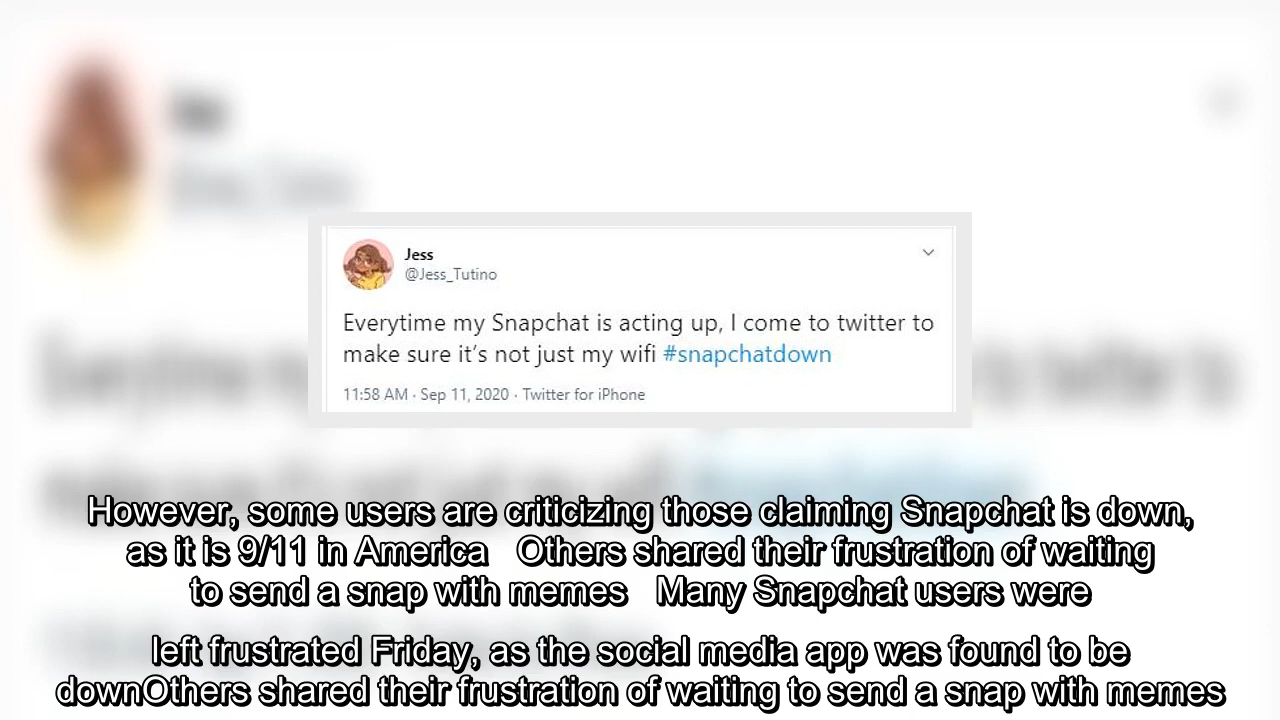 Jess
@Jess_Tutino
Everytime my Snapchat is acting up, I come to twitter to
make sure it's not just my wifi #snapchatdown
11:58 AM · Sep 11, 2020 · Twitter for iPhone
However, some users are criticizing those claiming Snapchat is down,
as it is 9/11 in America   Others shared their frustration of waiting
to send a snap with memes   Many Snapchat users were
left frustrated Friday, as the social media app was found to be
downOthers shared their frustration of waiting to send a snap with memes